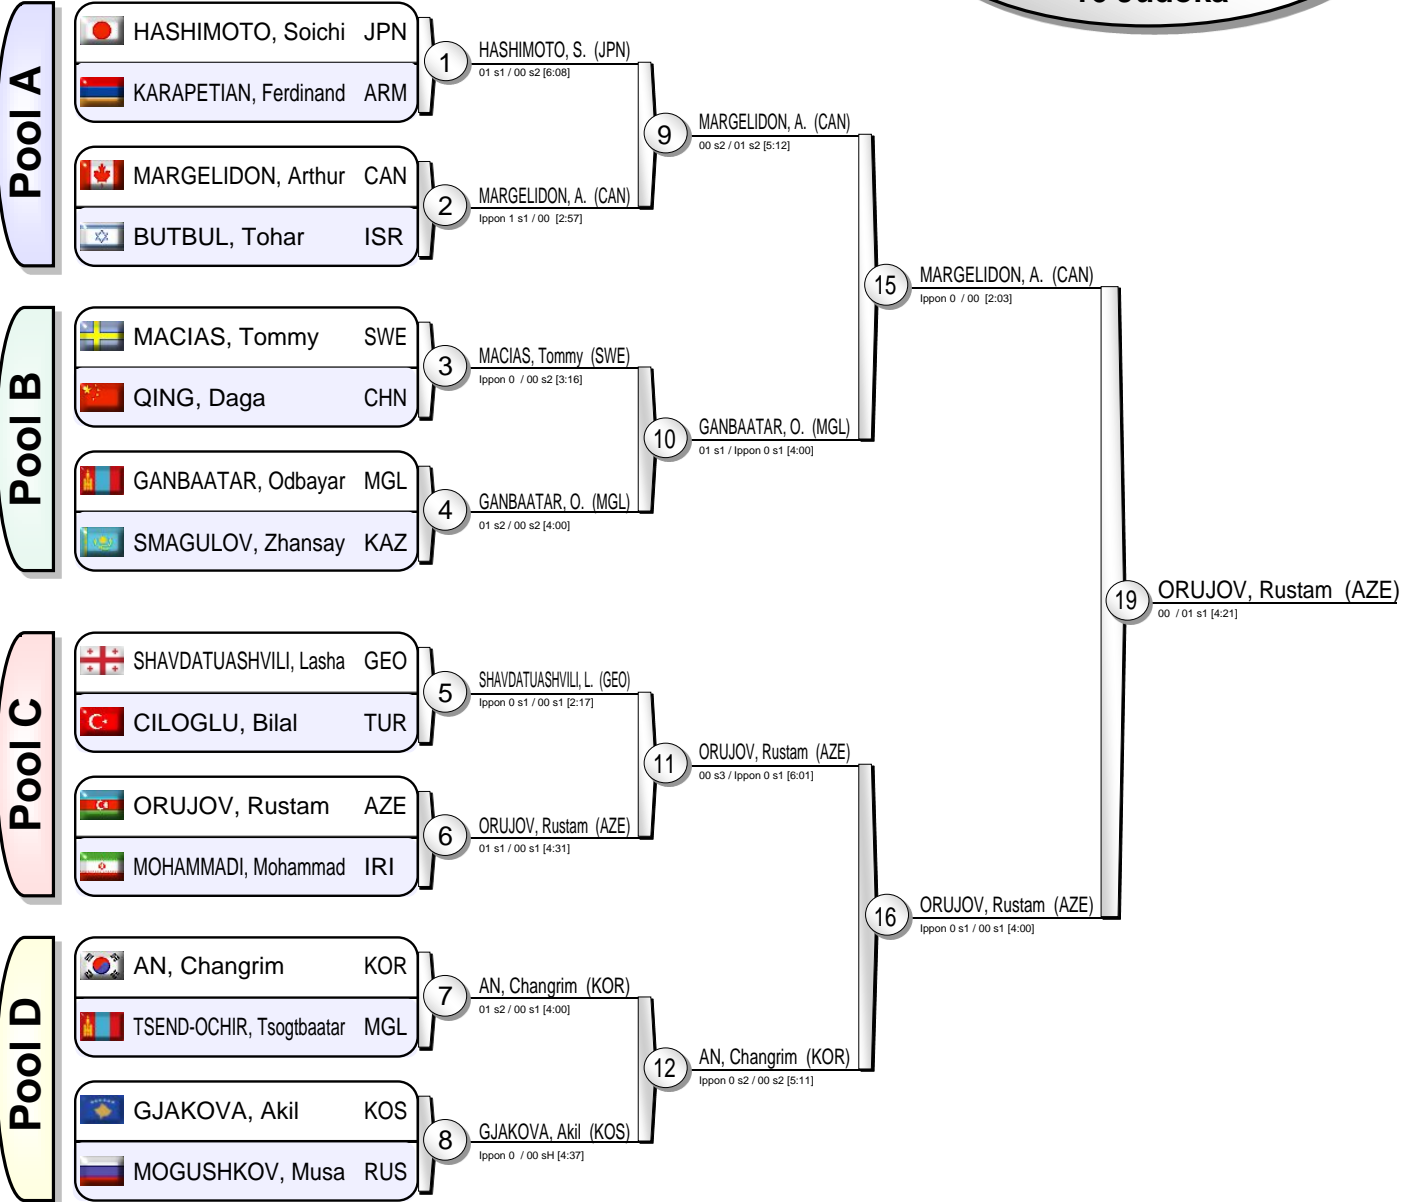 Pool A
HASHIMOTO, Soichi JPN
KARAPETIAN, Ferdinand ARM
MARGELIDON, Arthur CAN
BUTBUL, Tohar ISR
Pool B
MACIAS, Tommy SWE
QING, Daga CHN
GANBAATAR, Odbayar MGL
SMAGULOV, Zhansay KAZ
Pool C
SHAVDATUASHVILI, Lasha GEO
CILOGLU, Bilal TUR
ORUJOV, Rustam AZE
MOHAMMADI, Mohammad IRI
Pool D
AN, Changrim KOR
TSEND-OCHIR, Tsogtbaatar MGL
GJAKOVA, Akil KOS
MOGUSHKOV, Musa RUS
1 HASHIMOTO, S. (JPN)
01 s1 / 00 s2 [6:08]
2 MARGELIDON, A. (CAN)
Ippon 1 s1 / 00 [2:57]
3 MACIAS, Tommy (SWE)
Ippon 0 / 00 s2 [3:16]
4 GANBAATAR, O. (MGL)
01 s2 / 00 s2 [4:00]
5 SHAVDATUASHVILI, L. (GEO)
Ippon 0 s1 / 00 s1 [2:17]
6 ORUJOV, Rustam (AZE)
01 s1 / 00 s1 [4:31]
7 AN, Changrim (KOR)
01 s2 / 00 s1 [4:00]
8 GJAKOVA, Akil (KOS)
Ippon 0 / 00 sH [4:37]
9 MARGELIDON, A. (CAN)
00 s2 / 01 s2 [5:12]
10 GANBAATAR, O. (MGL)
01 s1 / Ippon 0 s1 [4:00]
11 ORUJOV, Rustam (AZE)
00 s3 / Ippon 0 s1 [6:01]
12 AN, Changrim (KOR)
Ippon 0 s2 / 00 s2 [5:11]
15 MARGELIDON, A. (CAN)
Ippon 0 / 00 [2:03]
16 ORUJOV, Rustam (AZE)
Ippon 0 s1 / 00 s1 [4:00]
19 ORUJOV, Rustam (AZE)
00 / 01 s1 [4:21]